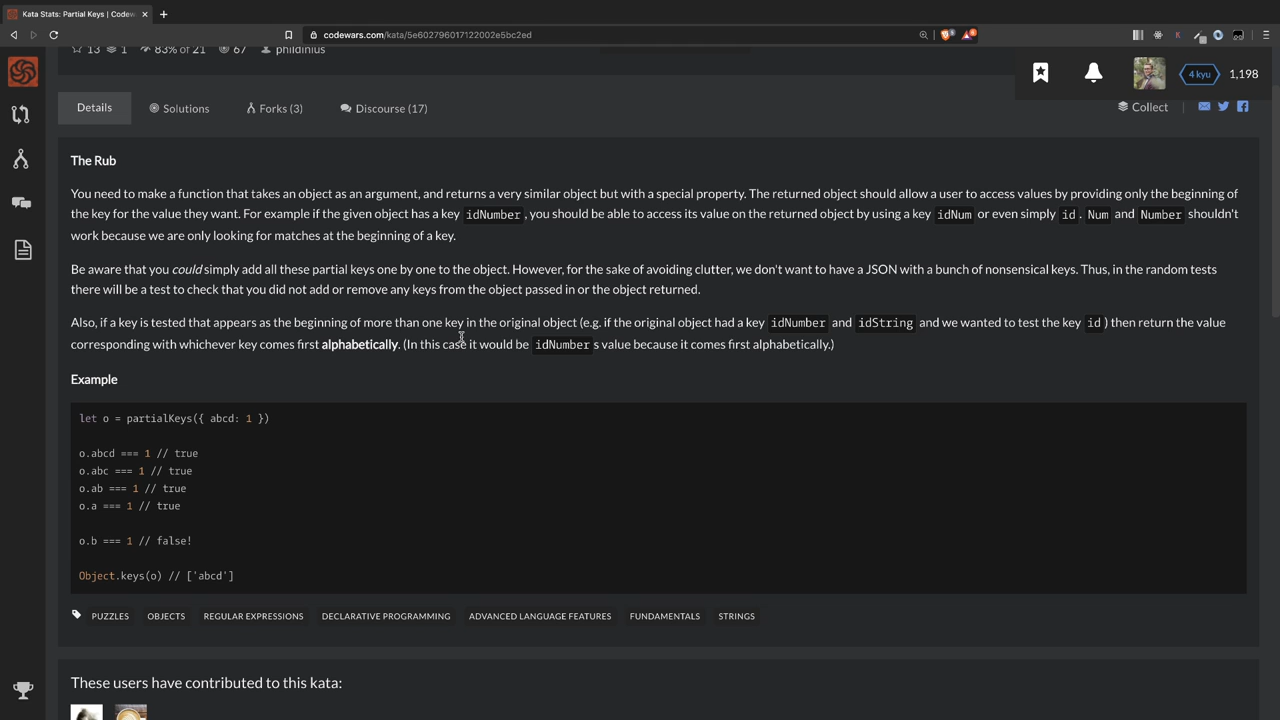 Kata Stats: Partial Keys | Codew
codewars.com/kata/5e602796017122002e5bc2ed
13 1 83% of 21 67 phildinius
4 kyu 1,198
Details Solutions Forks (3) Discourse (17) Collect
The Rub
You need to make a function that takes an object as an argument, and returns a very similar object but with a special property. The returned object should allow a user to access values by providing only the beginning of
the key for the value they want. For example if the given object has a key idNumber, you should be able to access its value on the returned object by using a key idNum or even simply id. Num and Number shouldn't
work because we are only looking for matches at the beginning of a key.
Be aware that you could simply add all these partial keys one by one to the object. However, for the sake of avoiding clutter, we don't want to have a JSON with a bunch of nonsensical keys. Thus, in the random tests
there will be a test to check that you did not add or remove any keys from the object passed in or the object returned.
Also, if a key is tested that appears as the beginning of more than one key in the original object (e.g. if the original object had a key idNumber and idString and we wanted to test the key id) then return the value
corresponding with whichever key comes first alphabetically. (In this case it would be idNumbers value because it comes first alphabetically.)
Example
let o = partialKeys({ abcd: 1 })
o.abcd === 1 // true
o.abc === 1 // true
o.ab === 1 // true
o.a === 1 // true
o.b === 1 // false!
Object.keys(o) // ['abcd']
PUZZLES OBJECTS REGULAR EXPRESSIONS DECLARATIVE PROGRAMMING ADVANCED LANGUAGE FEATURES FUNDAMENTALS STRINGS
These users have contributed to this kata: